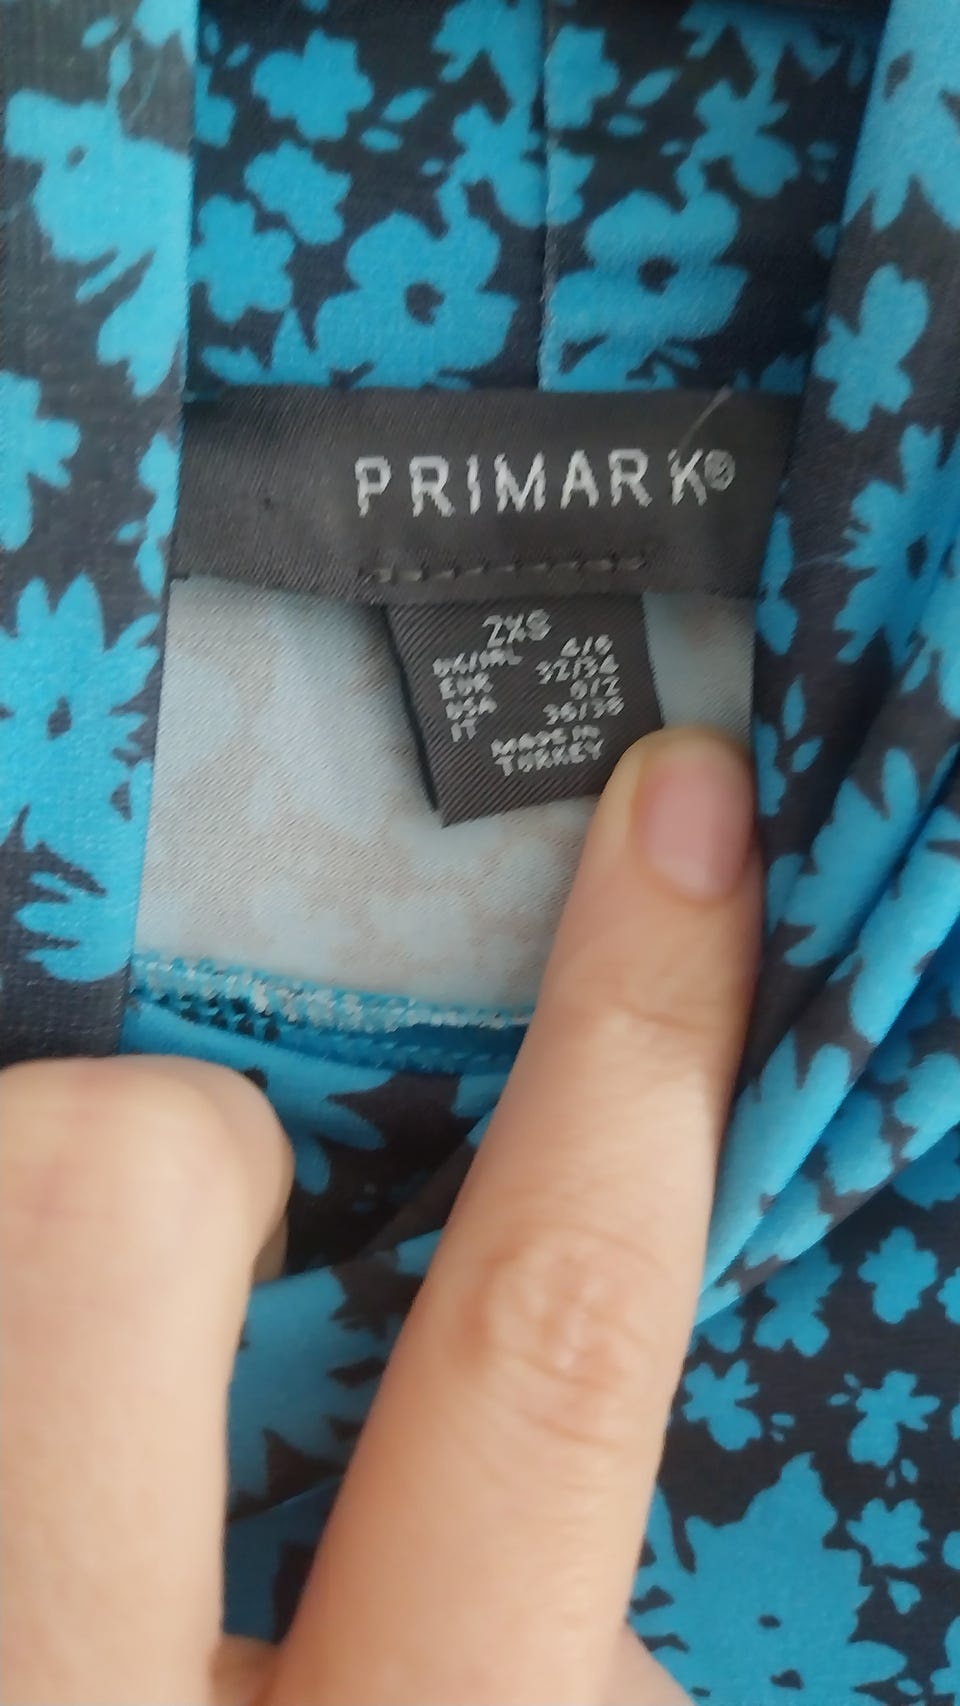 PRIMARK®
2XS
UK/IRL 4/6
EUR 32/34
USA 0/2
IT 36/38
MADE IN
TURKEY